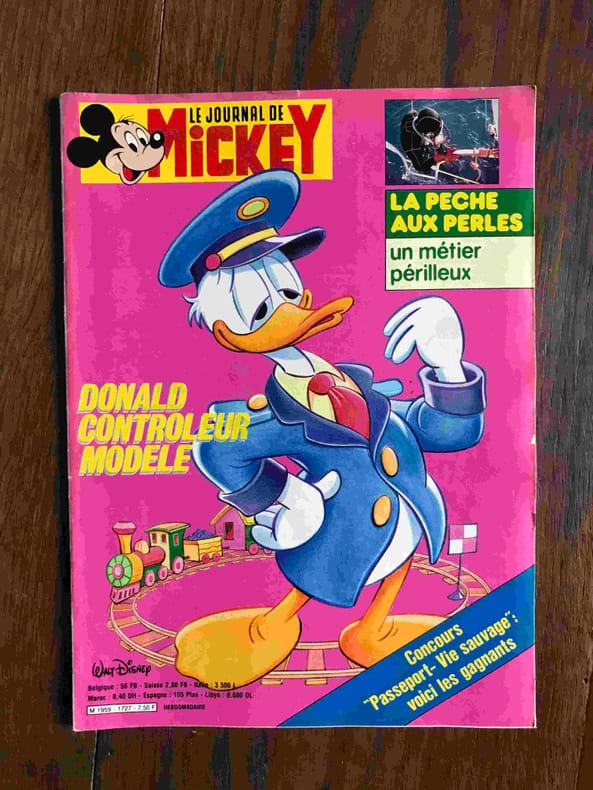 LE JOURNAL DE
MiCKEY
LA PECHE
AUX PERLES
un métier
périlleux
DONALD
CONTROLEUR
MODELE
Concours
"Passeport-Vie sauvage":
voici les gagnants
WALT DISNEY
Belgique : 56 FB - Suisse 2,80 FB - Italie : 3 500 L
Maroc : 8,40 DH - Espagne : 155 Ptas - Libye : 0,600 DL
M 1959 - 1727 - 7,50 F HEBDOMADAIRE